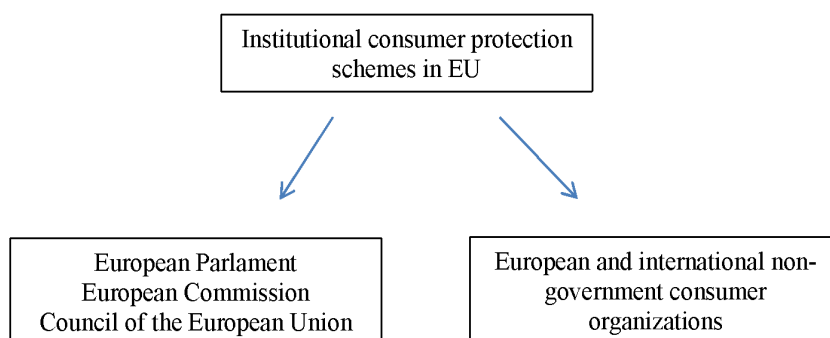 Institutional consumer protection
schemes in EU
European Parlament
European Commission
Council of the European Union
European and international non-
government consumer
organizations